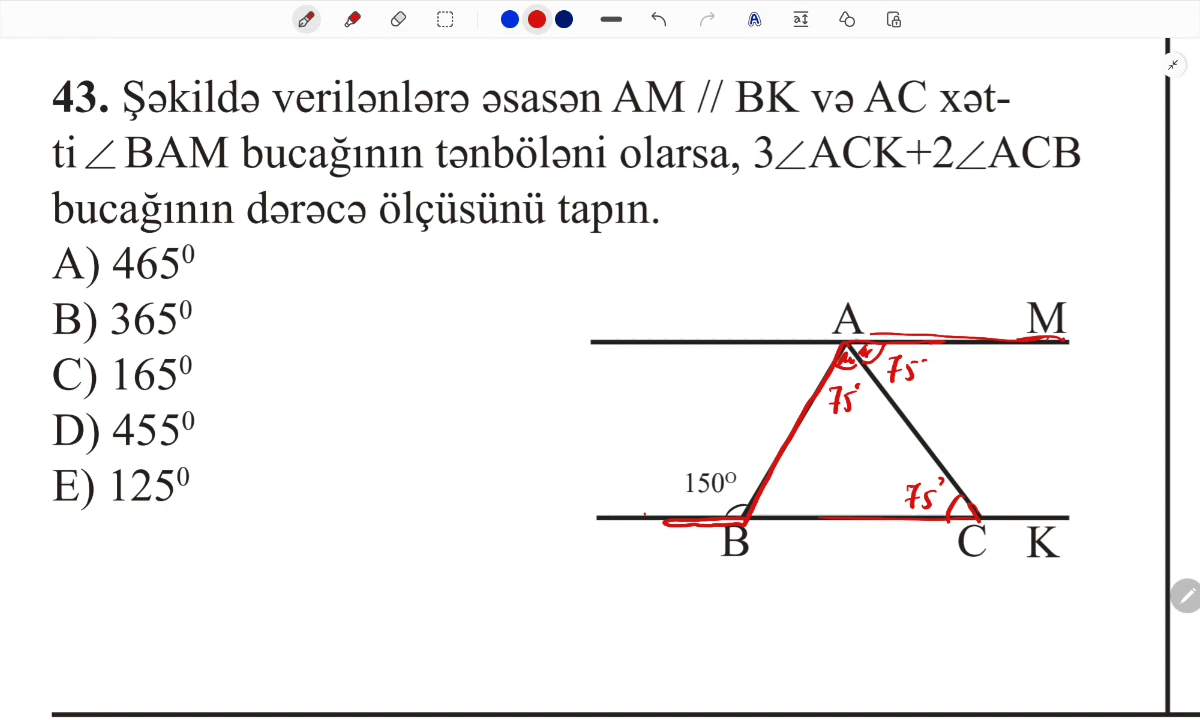 43. Şəkildə verilənlərə əsasən AM // BK və AC xət-
ti ∠BAM bucağının tənböləni olarsa, 3∠ACK+2∠ACB
bucağının dərəcə ölçüsünü tapın.
A) 465⁰
B) 365⁰
C) 165⁰
D) 455⁰
E) 125⁰
A M
75°
75°
150⁰
75°
B C K